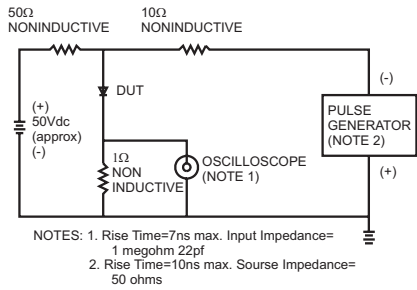 50Ω
NONINDUCTIVE
10Ω
NONINDUCTIVE
DUT
(+)
50Vdc
(approx)
(-)
1Ω
NON
INDUCTIVE
OSCILLOSCOPE
(NOTE 1)
(-)
PULSE
GENERATOR
(NOTE 2)
(+)
NOTES: 1. Rise Time=7ns max. Input Impedance=
1 megohm 22pf
2. Rise Time=10ns max. Sourse Impedance=
50 ohms